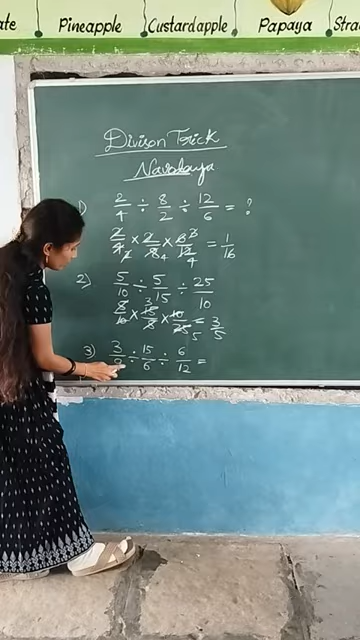 Pineapple Custardapple Papaya
Divison Trick
Navodaya
1) 2/4 ÷ 8/2 ÷ 12/6 = ?
2/4 × 2/8 × 6/12 = 1/16
2) 5/10 ÷ 5/15 ÷ 25/10
5/10 × 15/5 × 10/25 = 3/5
3) ÷ 15/6 ÷ 6/12 =